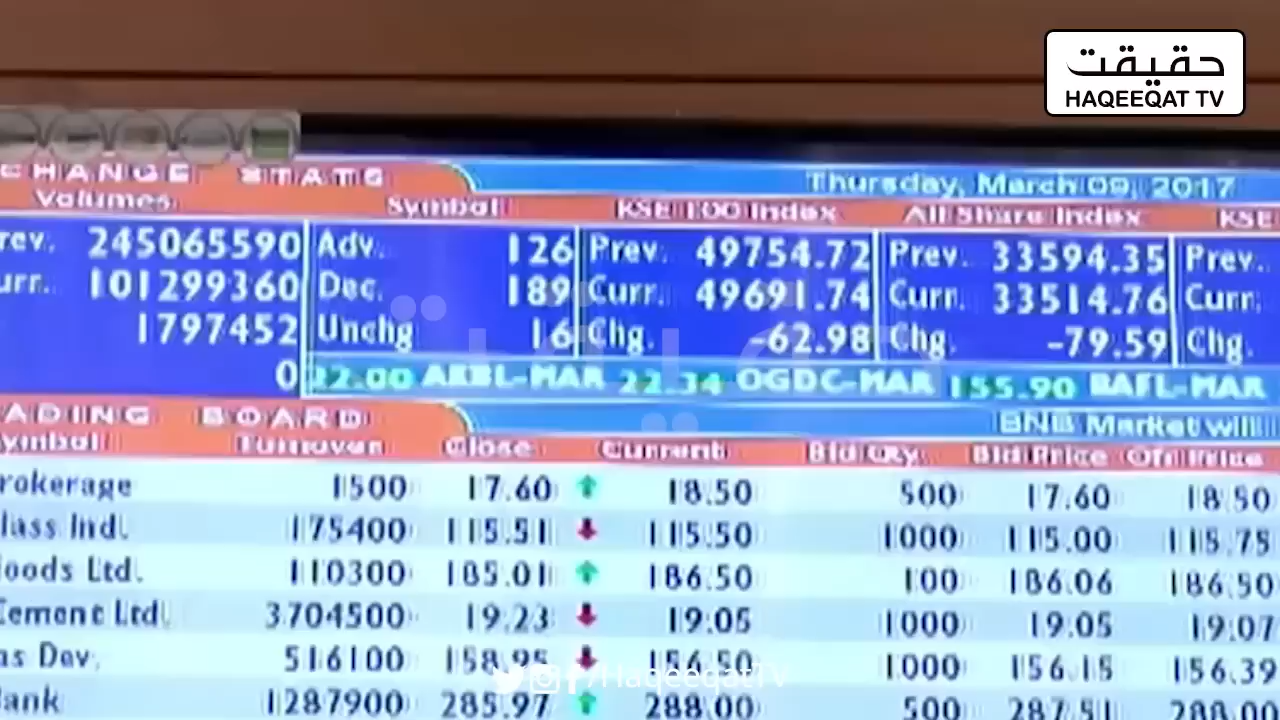 حقیقت
HAQEEQAT TV
CHANGE STATS
Thursday, March 09, 2017
Volumes Symbol KSE 100 Index All Share Index KSE
rev. 245065590 Adv. 126 Prev. 49754.72 Prev. 33594.35 Prev.
urr. 101299360 Dec. 189 Curr. 49691.74 Curr. 33514.76 Curr.
1797452 Unchg 16 Chg. -62.98 Chg. -79.59 Chg.
0 22.00 AKBL-MAR 22.34 OGDC-MAR 155.90 BAFL-MAR
ADING BOARD BNB Market will
ymbol Turnover Close Current Bid Qty. Bid Price Ofr Price
rokerage 1500 17.60 18.50 500 17.60 18.50
lass Ind. 175400 115.51 115.50 1000 115.00 115.75
oods Ltd. 110300 185.01 186.50 100 186.06 186.50
Cement Ltd. 3704500 19.23 19.05 1000 19.05 19.07
as Dev. 516100 158.95 156.50 1000 156.15 156.39
Bank 1287900 285.97 288.00 500 287.51 288.00
/HaqeeqatTV